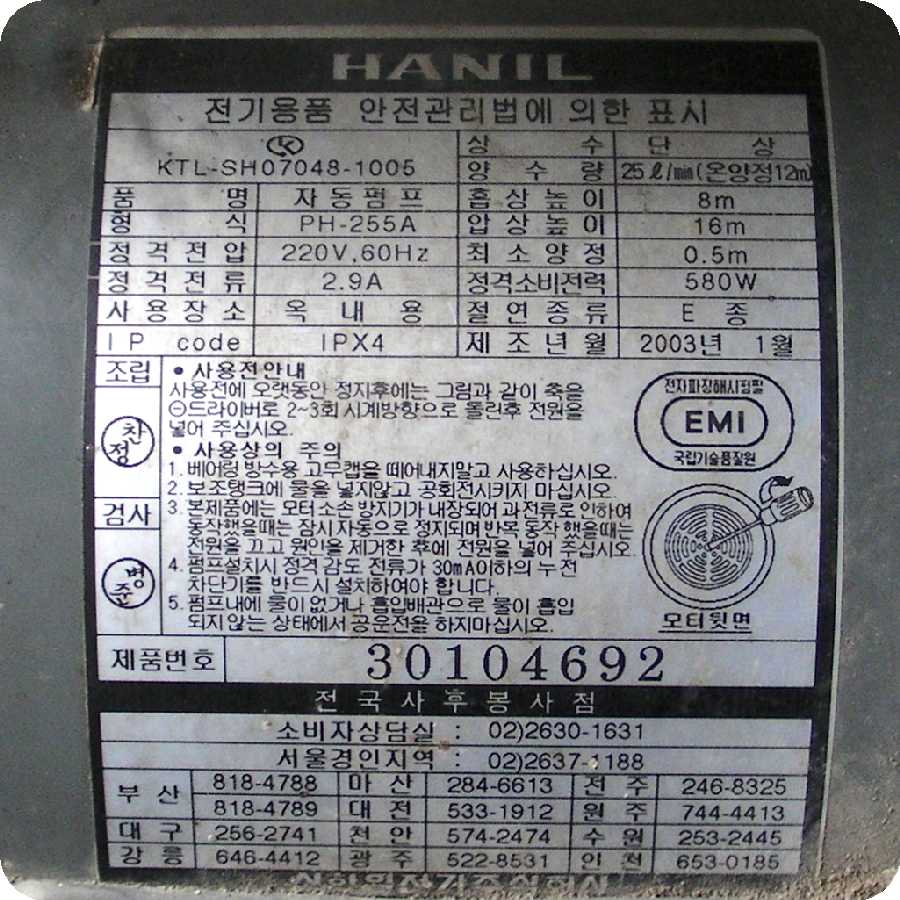 HANIL
전기용품 안전관리법에 의한 표시
KTL-SH07048-1005
상 수 단 상
양 수 량 25ℓ/min(온양정12m)
품 명 자동펌프 흡상높이 8m
형 식 PH-255A 압상높이 16m
정격전압 220V,60Hz 최소양정 0.5m
정격전류 2.9A 정격소비전력 580W
사용장소 옥내용 절연종류 E 종
IP code IPX4 제조년월 2003년 1월
조립
찬정
검사
병준
• 사용전안내
사용전에 오랫동안 정지후에는 그림과 같이 축을
⊖드라이버로 2~3회 시계방향으로 돌린후 전원을
넣어 주십시오.
• 사용상의 주의
1. 베어링 방수용 고무캡을 떼어내지말고 사용하십시오.
2. 보조탱크에 물을 넣지않고 공회전시키지 마십시오.
3. 본제품에는 모터 소손 방지기가 내장되어 과전류로 인하여
동작했을때는 잠시 자동으로 정지되며 반복 동작 했을때는
전원을 끄고 원인을 제거한 후에 전원을 넣어 주십시오.
4. 펌프설치시 정격 감도 전류가 30mA이하의 누전
차단기를 반드시 설치하여야 합니다.
5. 펌프내에 물이 없거나 흡입배관으로 물이 흡입
되지않는 상태에서 공운전을 하지마십시오.
전자파장해시험필
EMI
국립기술품질원
모터뒷면
제품번호 30104692
전국사후봉사점
소비자상담실 : 02)2630-1631
서울경인지역 : 02)2637-1188
부산 818-4788 마산 284-6613 전주 246-8325
818-4789 대전 533-1912 원주 744-4413
대구 256-2741 천안 574-2474 수원 253-2445
강릉 646-4412 광주 522-8531 인천 653-0185